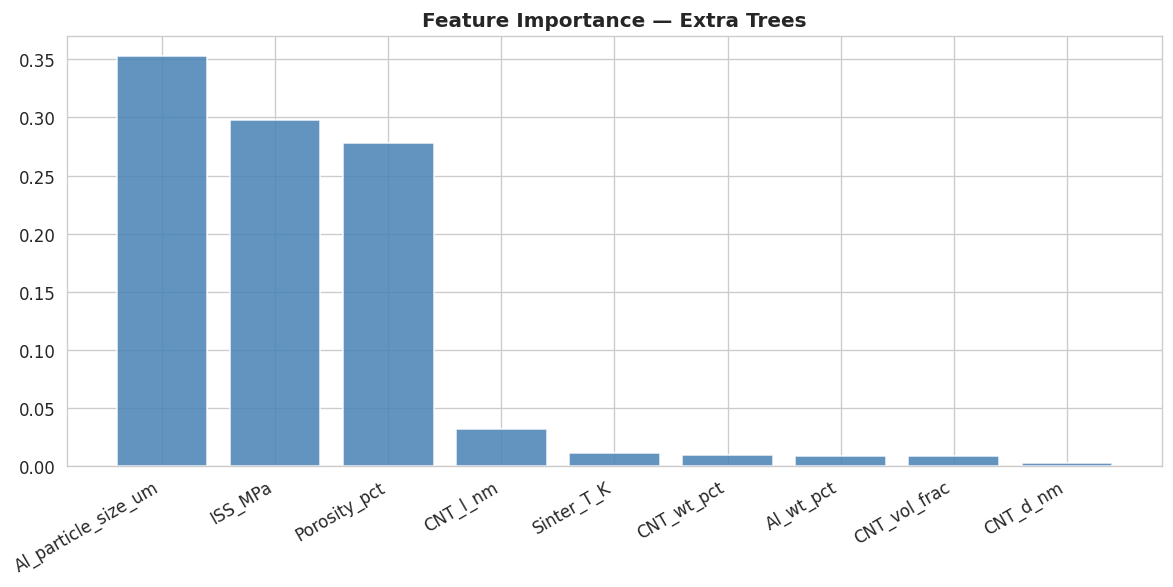 Feature Importance — Extra Trees
0.35
0.30
0.25
0.20
0.15
0.10
0.05
0.00
Al_particle_size_um
ISS_MPa
Porosity_pct
CNT_l_nm
Sinter_T_K
CNT_wt_pct
Al_wt_pct
CNT_vol_frac
CNT_d_nm